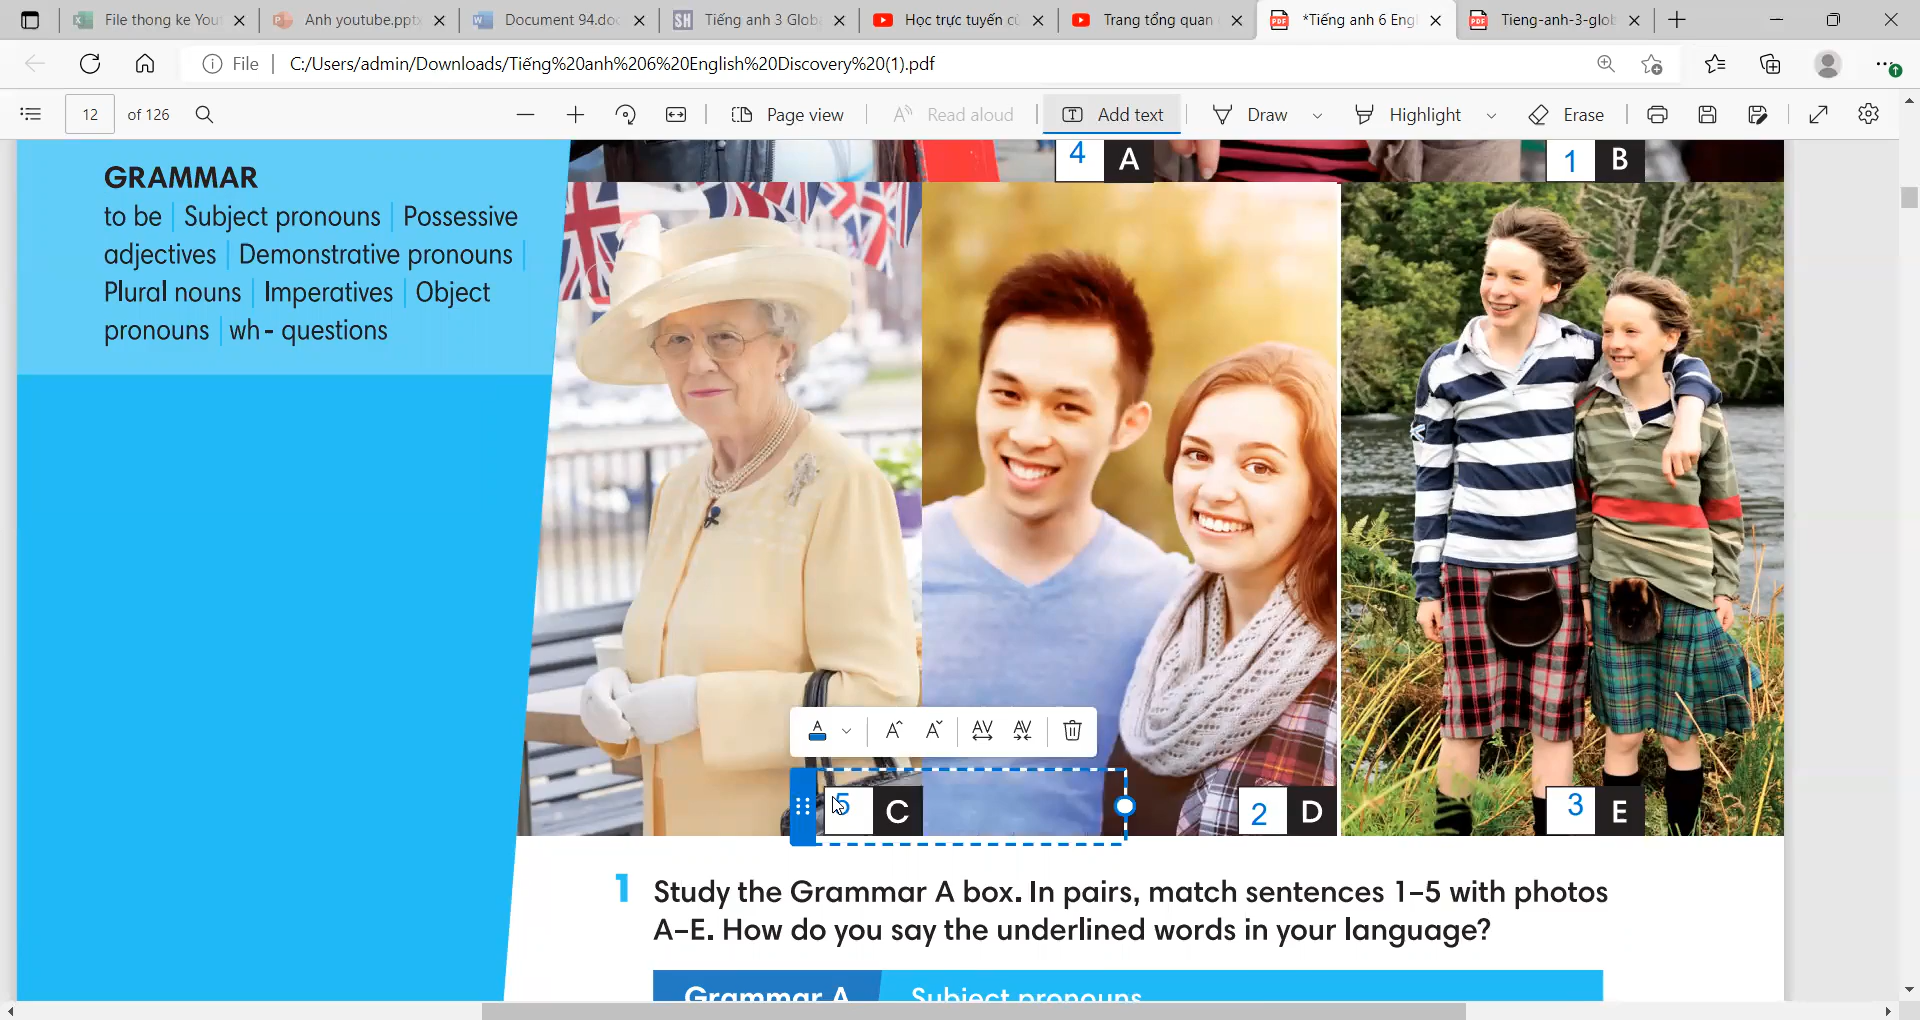 File thong ke You
Anh youtube.ppt
Document 94.do
Tiếng anh 3 Glob
Học trực tuyến c
Trang tổng quan
*Tiếng anh 6 Engl
Tieng-anh-3-glob
File
C:/Users/admin/Downloads/Tiếng%20anh%206%20English%20Discovery%20(1).pdf
12 of 126
Page view
Read aloud
Add text
Draw
Highlight
Erase
GRAMMAR
to be | Subject pronouns | Possessive
adjectives | Demonstrative pronouns |
Plural nouns | Imperatives | Object
pronouns | wh- questions
4 A
1 B
5 C
2 D
3 E
1 Study the Grammar A box. In pairs, match sentences 1–5 with photos
A–E. How do you say the underlined words in your language?
Grammar A Subject pronouns